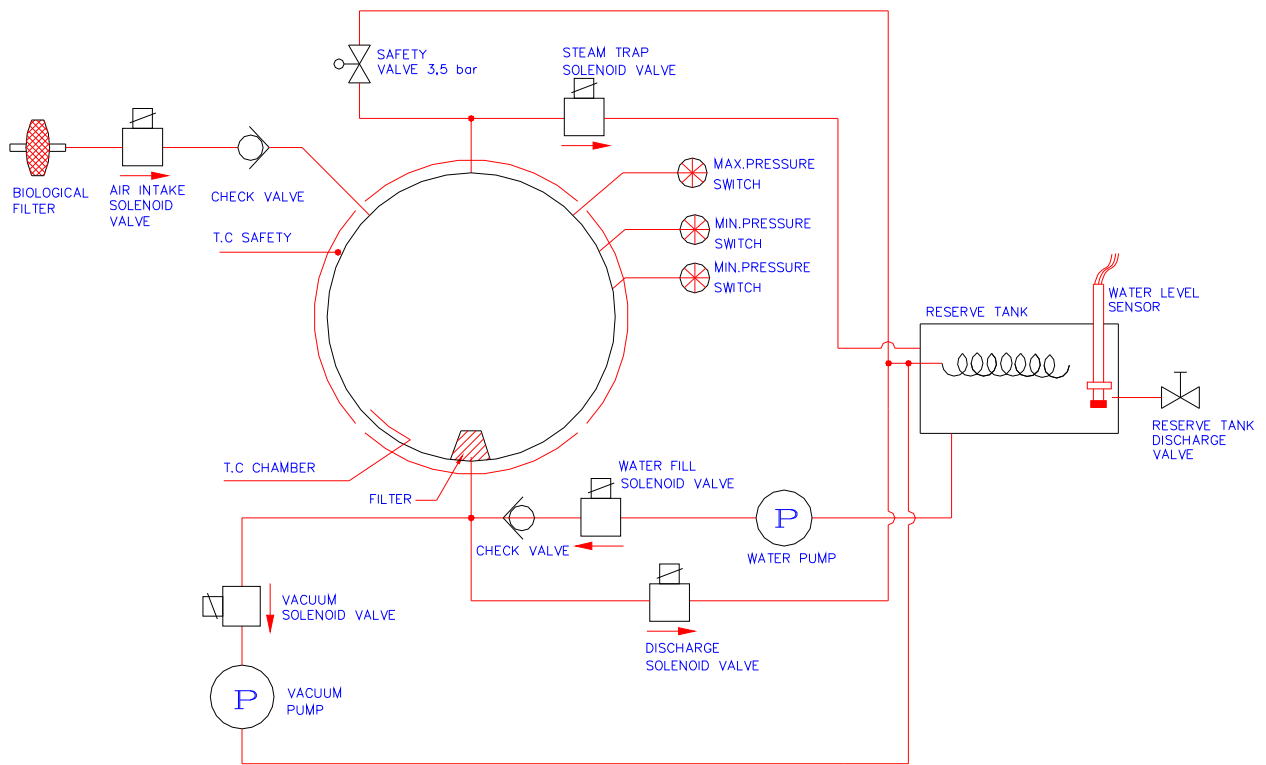 SAFETY
VALVE 3,5 bar
STEAM TRAP
SOLENOID VALVE
BIOLOGICAL
FILTER
AIR INTAKE
SOLENOID
VALVE
CHECK VALVE
MAX.PRESSURE
SWITCH
MIN.PRESSURE
SWITCH
MIN.PRESSURE
SWITCH
T.C SAFETY
WATER LEVEL
SENSOR
RESERVE TANK
RESERVE TANK
DISCHARGE
VALVE
T.C CHAMBER
FILTER
WATER FILL
SOLENOID VALVE
P
CHECK VALVE
WATER PUMP
VACUUM
SOLENOID VALVE
DISCHARGE
SOLENOID VALVE
P
VACUUM
PUMP